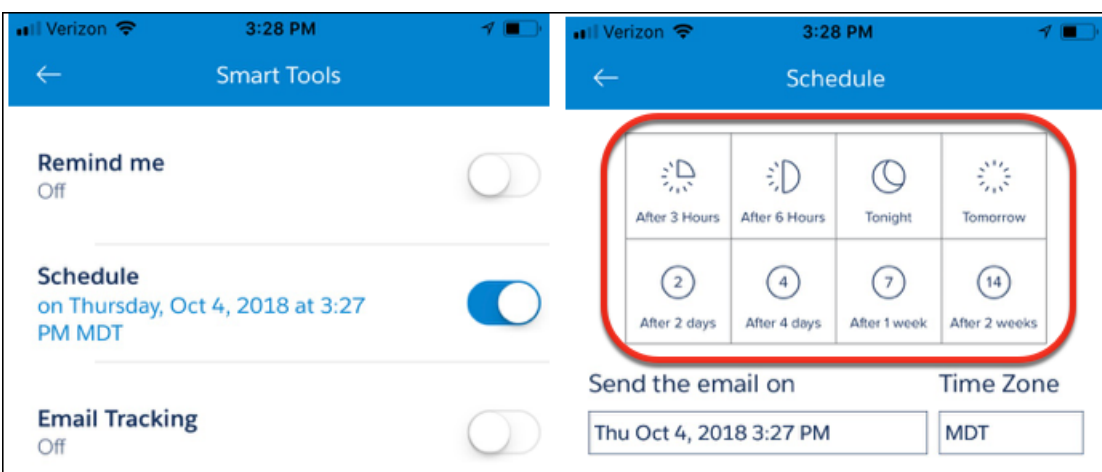 Verizon 3:28 PM
Smart Tools
Remind me
Off
Schedule
on Thursday, Oct 4, 2018 at 3:27
PM MDT
Email Tracking
Off
Verizon 3:28 PM
Schedule
After 3 Hours After 6 Hours Tonight Tomorrow
2 4 7 14
After 2 days After 4 days After 1 week After 2 weeks
Send the email on Time Zone
Thu Oct 4, 2018 3:27 PM MDT